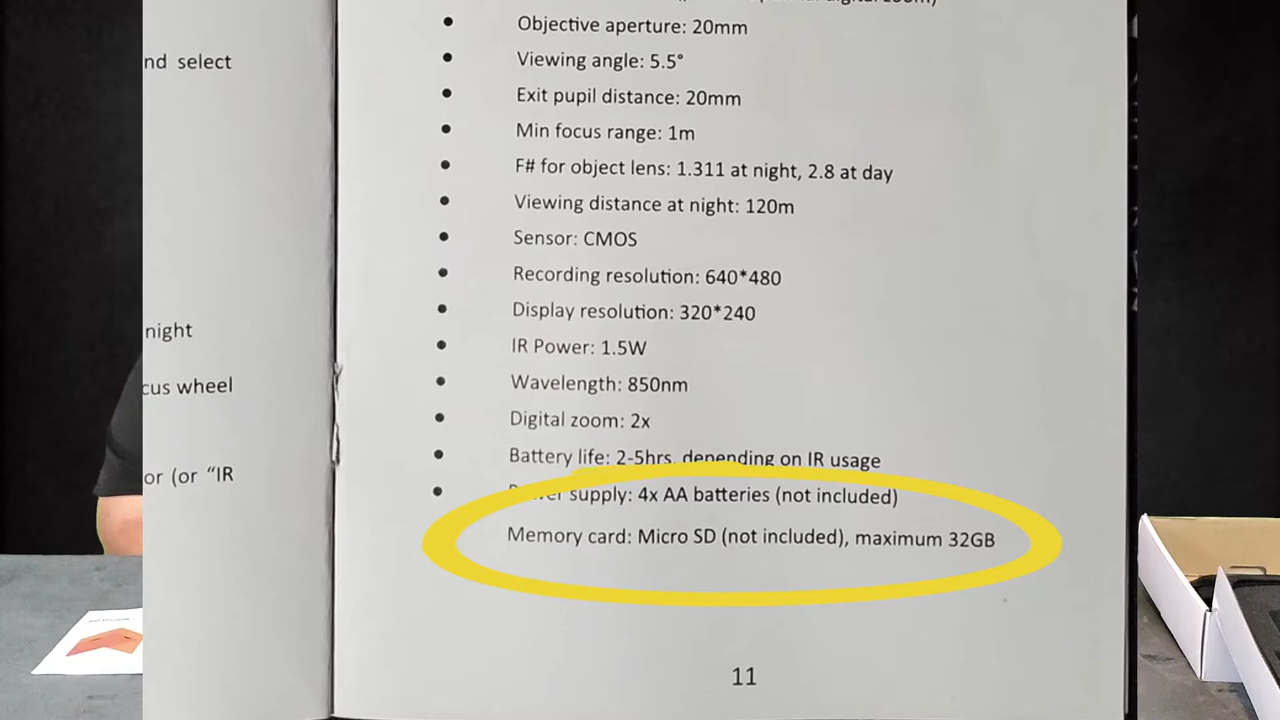 nd select
night
cus wheel
or (or “IR
digital zoom)
Objective aperture: 20mm
Viewing angle: 5.5°
Exit pupil distance: 20mm
Min focus range: 1m
F# for object lens: 1.311 at night, 2.8 at day
Viewing distance at night: 120m
Sensor: CMOS
Recording resolution: 640*480
Display resolution: 320*240
IR Power: 1.5W
Wavelength: 850nm
Digital zoom: 2x
Battery life: 2-5hrs, depending on IR usage
Power supply: 4x AA batteries (not included)
Memory card: Micro SD (not included), maximum 32GB
11